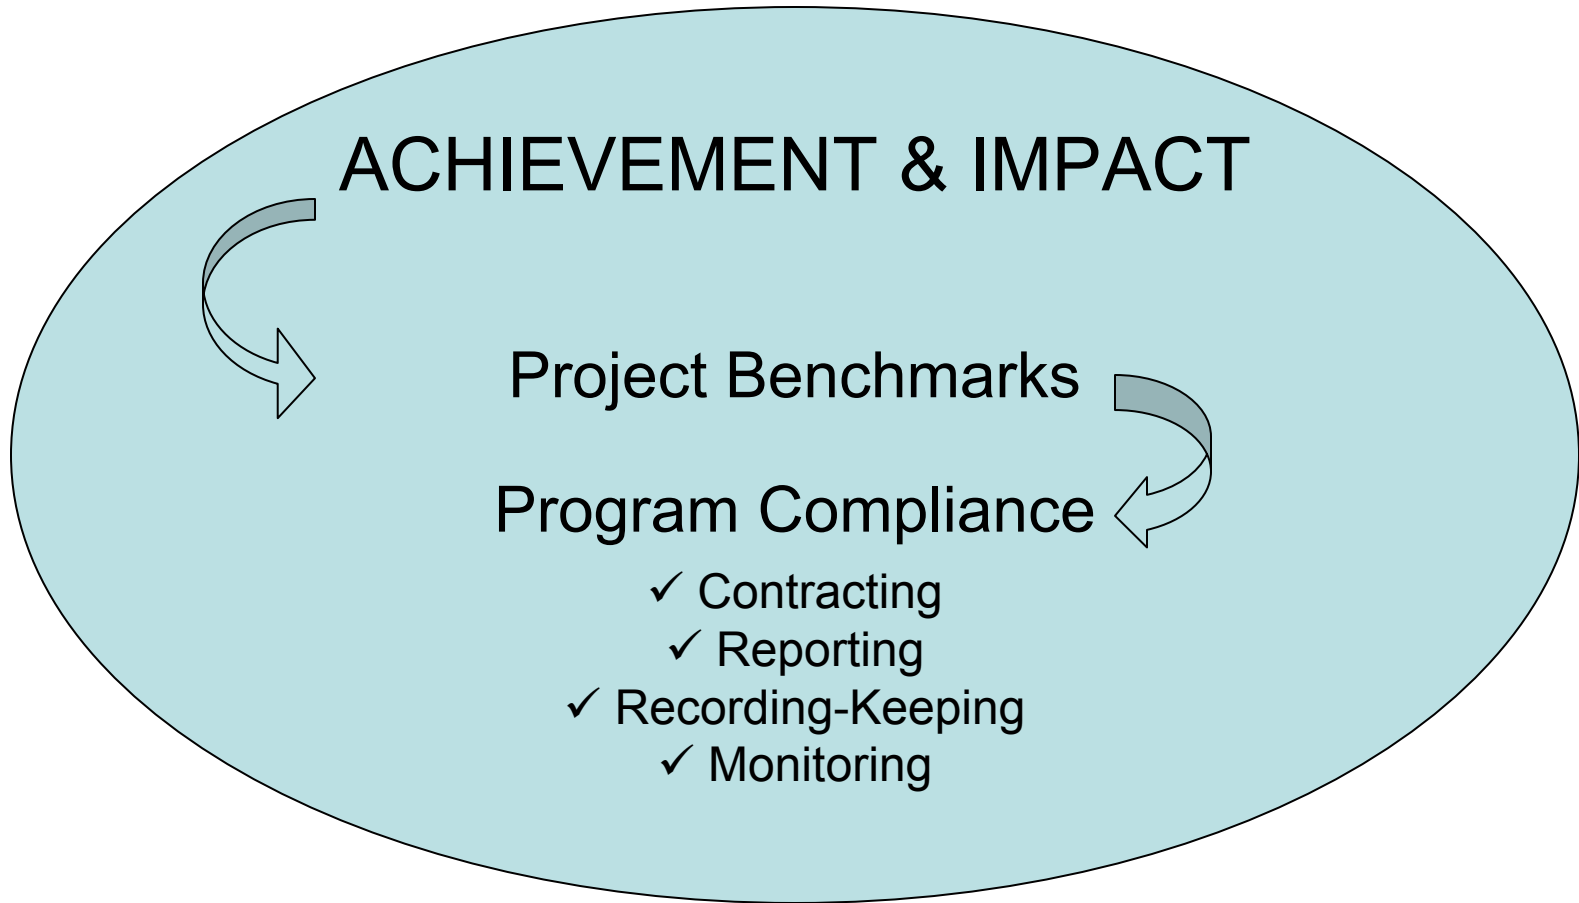 ACHIEVEMENT & IMPACT
Project Benchmarks
Program Compliance
✓ Contracting
✓ Reporting
✓ Recording-Keeping
✓ Monitoring